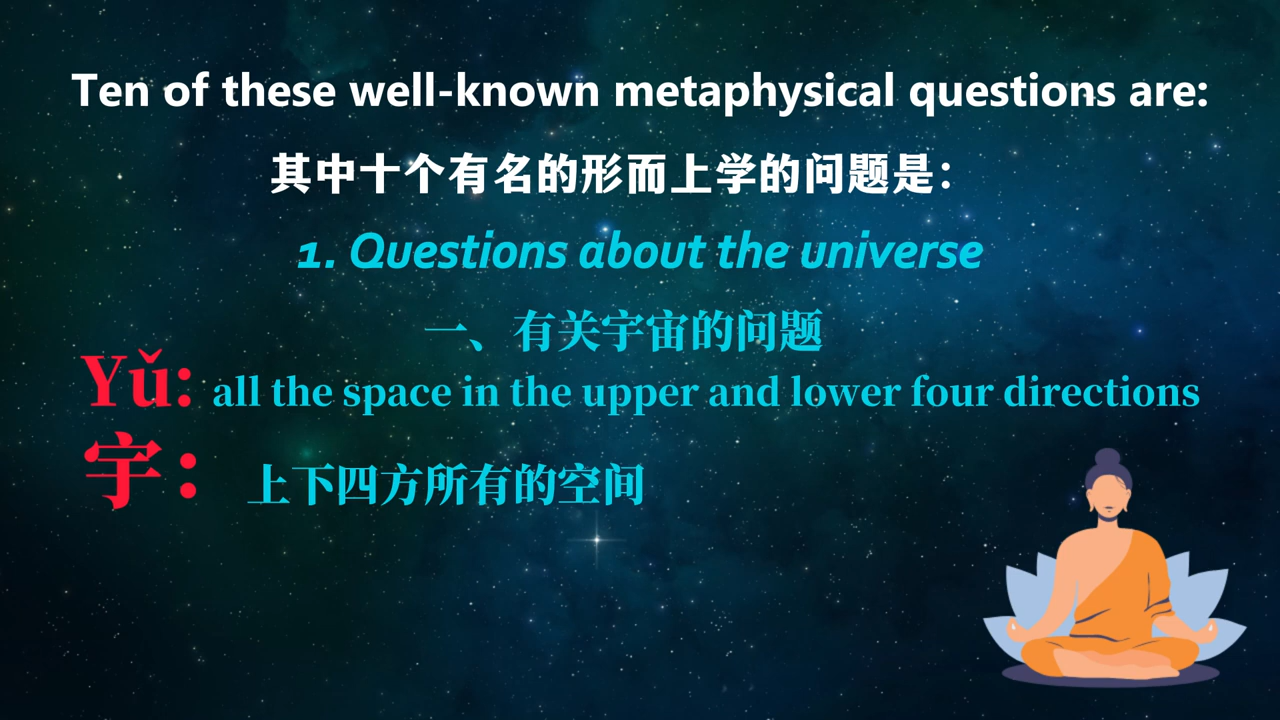 Ten of these well-known metaphysical questions are:
其中十个有名的形而上学的问题是：
1. Questions about the universe
一、有关宇宙的问题
Yǔ: all the space in the upper and lower four directions
宇： 上下四方所有的空间